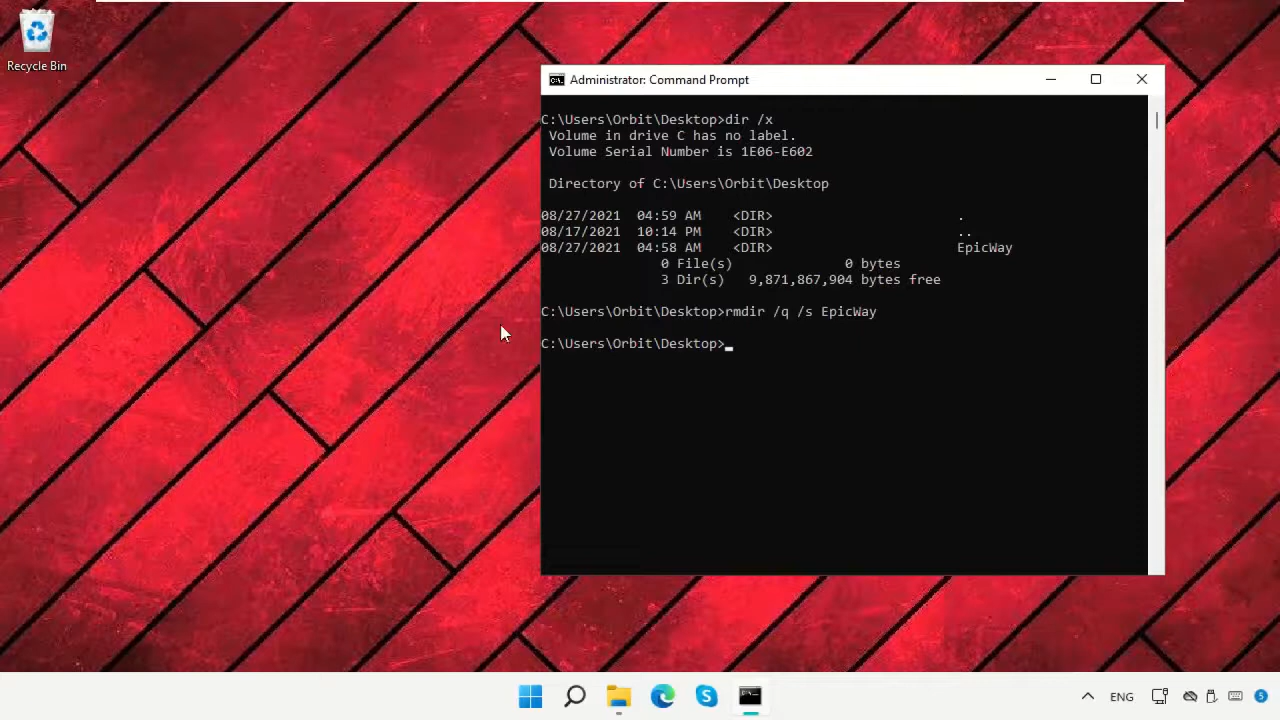 Recycle Bin
Administrator: Command Prompt
C:\Users\Orbit\Desktop>dir /x
Volume in drive C has no label.
Volume Serial Number is 1E06-E602
Directory of C:\Users\Orbit\Desktop
08/27/2021  04:59 AM    <DIR>                       .
08/17/2021  10:14 PM    <DIR>                       ..
08/27/2021  04:58 AM    <DIR>                       EpicWay
0 File(s)              0 bytes
3 Dir(s)   9,871,867,904 bytes free
C:\Users\Orbit\Desktop>rmdir /q /s EpicWay
C:\Users\Orbit\Desktop>_
ENG
5